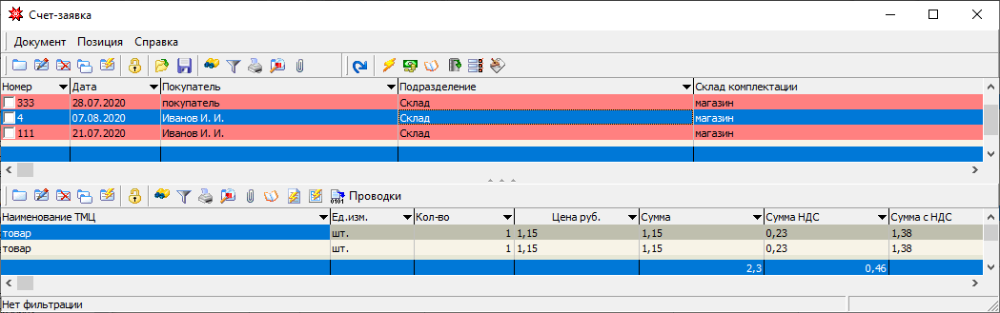 Счет-заявка
Документ Позиция Справка
Номер Дата Покупатель Подразделение Склад комплектации
333 28.07.2020 покупатель Склад магазин
4 07.08.2020 Иванов И. И. Склад магазин
111 21.07.2020 Иванов И. И. Склад магазин
0101 Проводки
Наименование ТМЦ Ед.изм. Кол-во Цена руб. Сумма Сумма НДС Сумма с НДС
товар шт. 1 1,15 1,15 0,23 1,38
товар шт. 1 1,15 1,15 0,23 1,38
2,3 0,46
Нет фильтрации